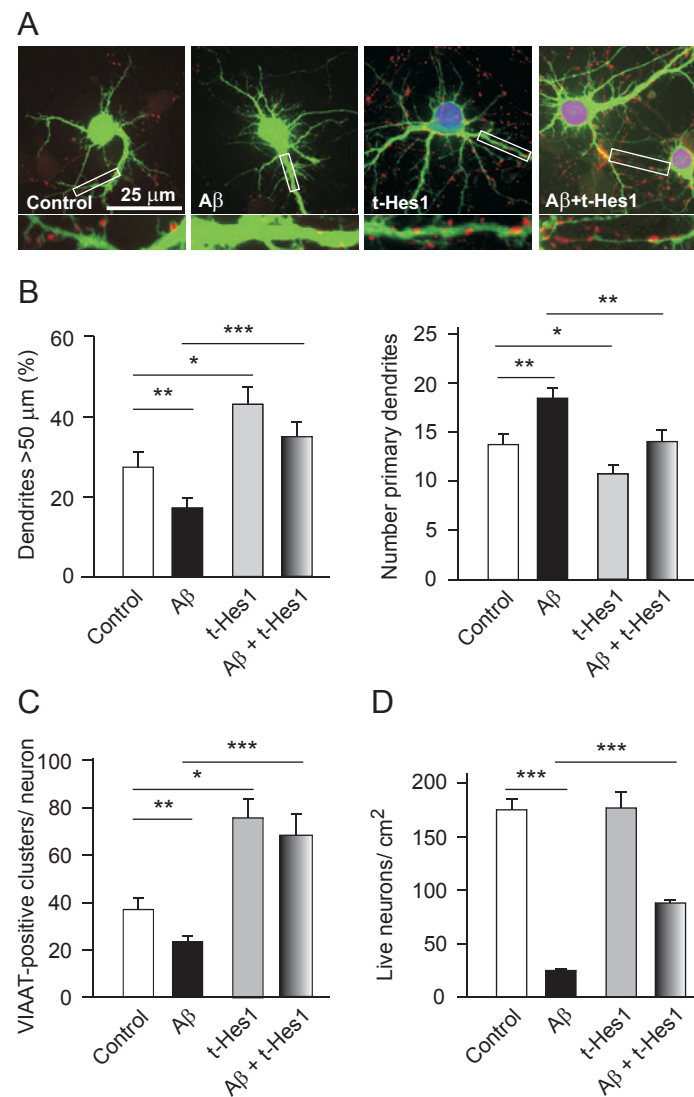 A
Control
25 μm
Aβ
t-Hes1
Aβ+t-Hes1
B
Dendrites >50 μm (%)
60
40
20
0
**
*
***
Control
Aβ
t-Hes1
Aβ + t-Hes1
Number primary dendrites
25
20
15
10
5
0
**
*
**
Control
Aβ
t-Hes1
Aβ + t-Hes1
C
VIAAT-positive clusters/ neuron
100
80
60
40
20
0
**
*
***
Control
Aβ
t-Hes1
Aβ + t-Hes1
D
Live neurons/ cm²
200
150
100
50
0
***
***
Control
Aβ
t-Hes1
Aβ + t-Hes1